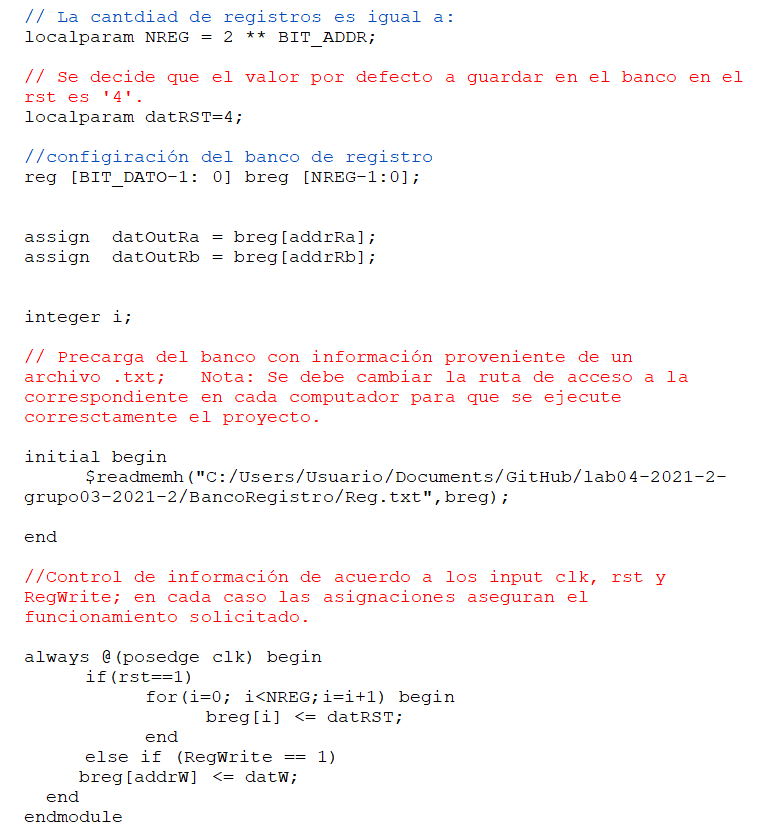 // La cantdiad de registros es igual a:
localparam NREG = 2 ** BIT_ADDR;
// Se decide que el valor por defecto a guardar en el banco en el
rst es '4'.
localparam datRST=4;
//configiración del banco de registro
reg [BIT_DATO-1: 0] breg [NREG-1:0];
assign  datOutRa = breg[addrRa];
assign  datOutRb = breg[addrRb];
integer i;
// Precarga del banco con información proveniente de un
archivo .txt;   Nota: Se debe cambiar la ruta de acceso a la
correspondiente en cada computador para que se ejecute
corresctamente el proyecto.
initial begin
$readmemh("C:/Users/Usuario/Documents/GitHub/lab04-2021-2-
grupo03-2021-2/BancoRegistro/Reg.txt",breg);
end
//Control de información de acuerdo a los input clk, rst y
RegWrite; en cada caso las asignaciones aseguran el
funcionamiento solicitado.
always @(posedge clk) begin
if(rst==1)
for(i=0; i<NREG;i=i+1) begin
breg[i] <= datRST;
end
else if (RegWrite == 1)
breg[addrW] <= datW;
end
endmodule